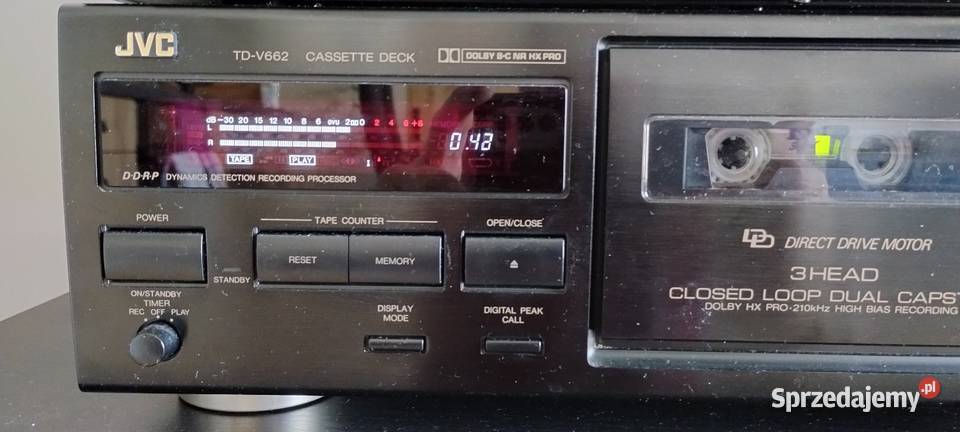 JVC
TD-V662 CASSETTE DECK DOLBY B-C NR HX PRO
dB -30 20 15 12 10 8 6 OVU 2 0 2 4 6 +8
L
R
TAPE PLAY
0.42
D·D·R·P DYNAMICS DETECTION RECORDING PROCESSOR
POWER
TAPE COUNTER
OPEN/CLOSE
RESET MEMORY
STANDBY
ON/STANDBY
TIMER
REC OFF PLAY
DISPLAY
MODE
DIGITAL PEAK
CALL
DD DIRECT DRIVE MOTOR
3HEAD
CLOSED LOOP DUAL CAPST
DOLBY HX PRO·210kHz HIGH BIAS RECORDING
Sprzedajemy.pl